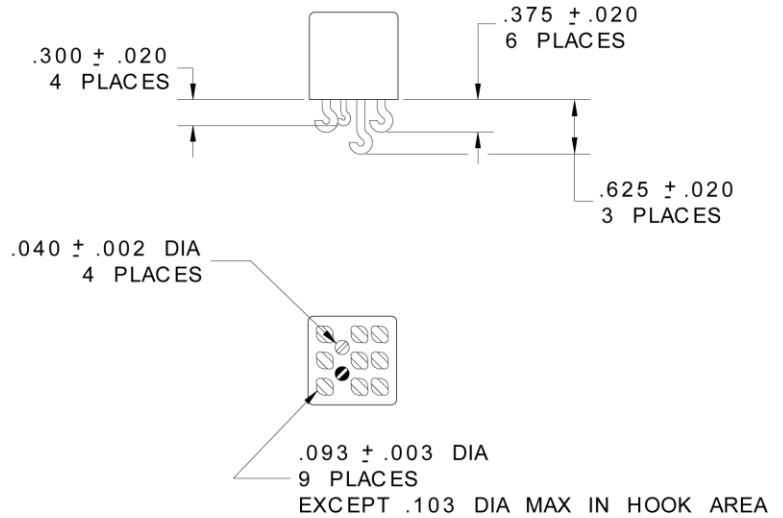 .300 ± .020
4 PLACES
.375 ± .020
6 PLACES
.625 ± .020
3 PLACES
.040 ± .002 DIA
4 PLACES
.093 ± .003 DIA
9 PLACES
EXCEPT .103 DIA MAX IN HOOK AREA